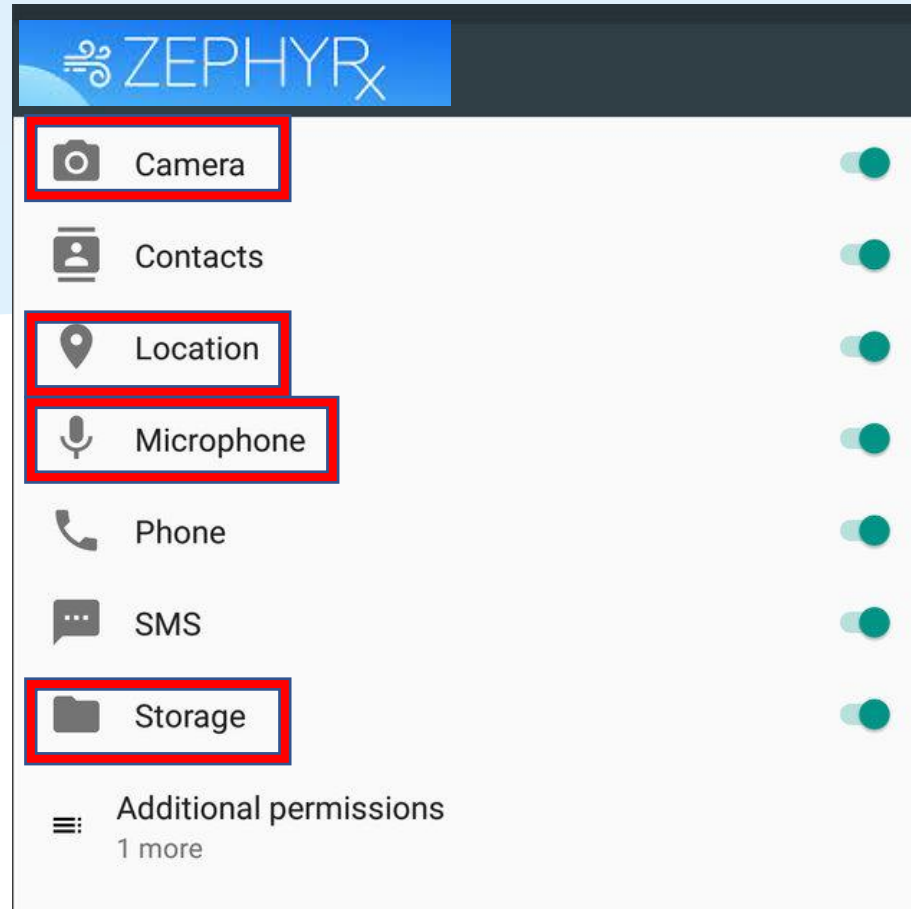 ZEPHYRx
Camera
Contacts
Location
Microphone
Phone
SMS
Storage
Additional permissions
1 more